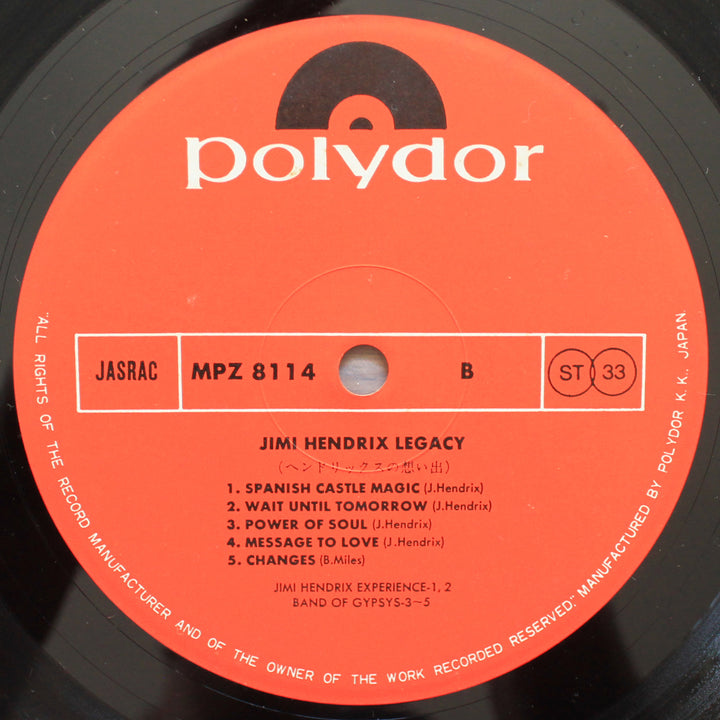 polydor
JASRAC
MPZ 8114
B
ST 33
JIMI HENDRIX LEGACY
(ヘンドリックスの想い出)
1. SPANISH CASTLE MAGIC (J.Hendrix)
2. WAIT UNTIL TOMORROW (J.Hendrix)
3. POWER OF SOUL (J.Hendrix)
4. MESSAGE TO LOVE (J.Hendrix)
5. CHANGES (B.Miles)
JIMI HENDRIX EXPERIENCE-1, 2
BAND OF GYPSYS-3~5
"ALL RIGHTS OF THE RECORD MANUFACTURER AND OF THE OWNER OF THE WORK RECORDED RESERVED." MANUFACTURED BY POLYDOR K.K., JAPAN